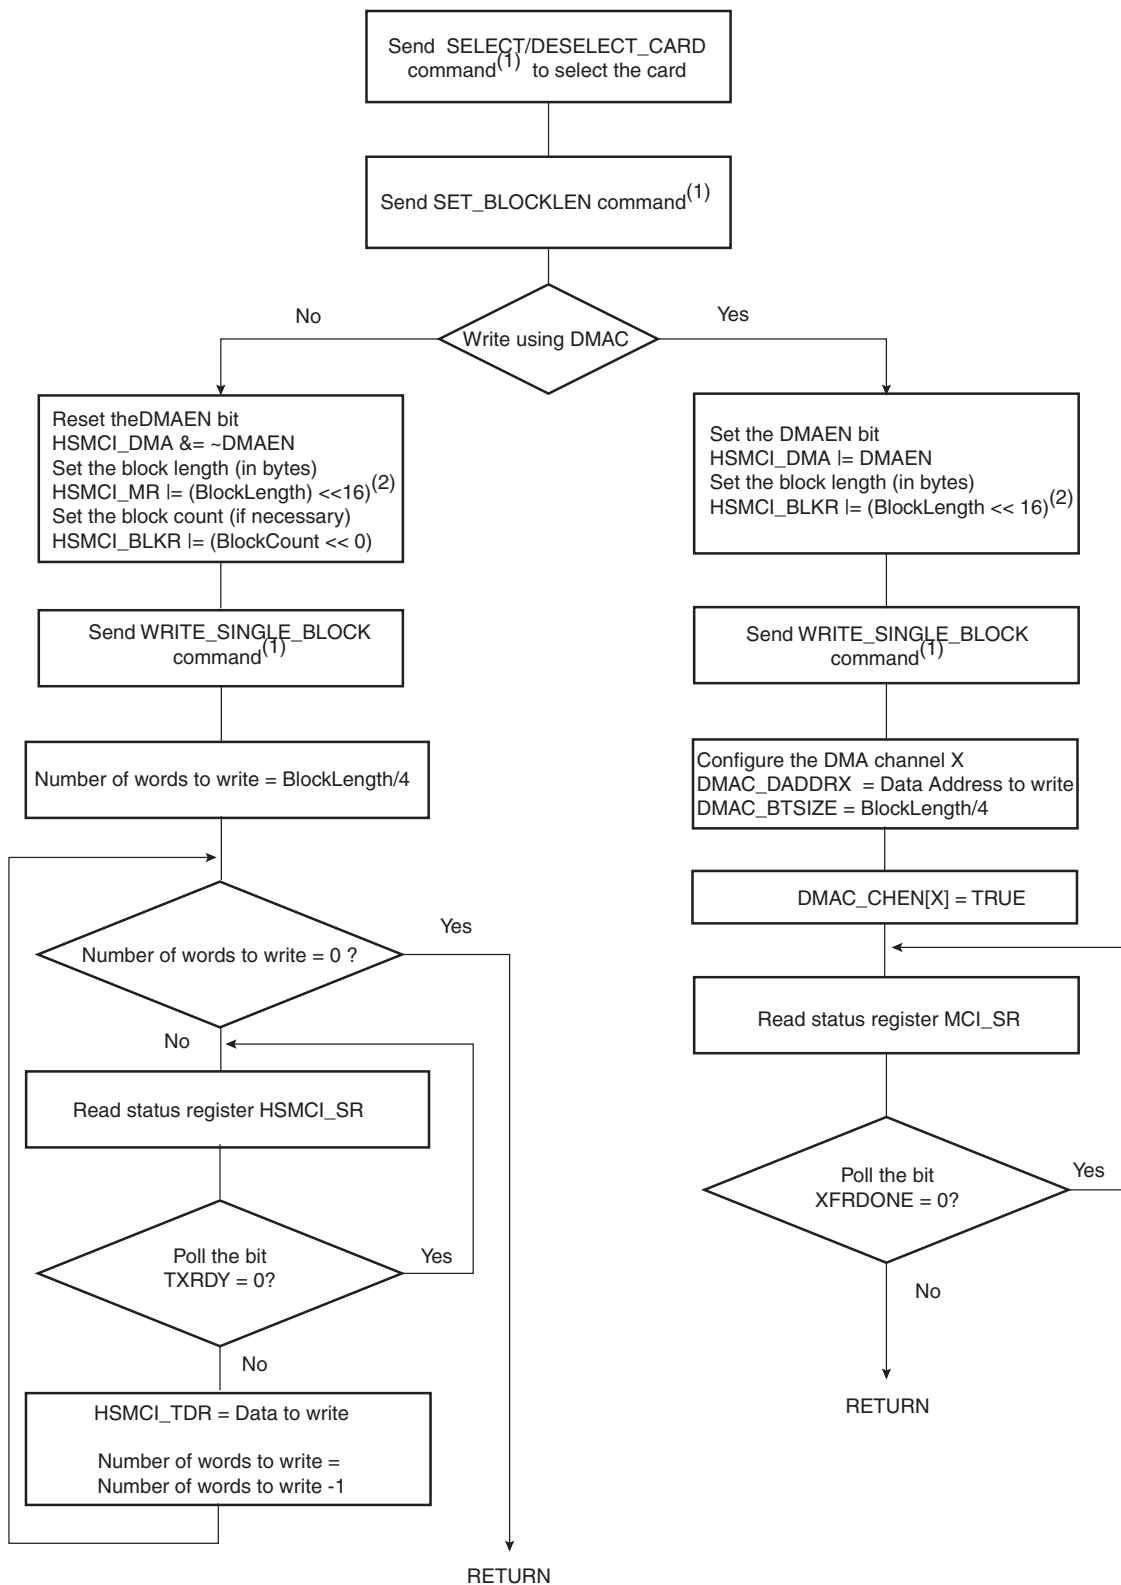 Send SELECT/DESELECT_CARD
command(1) to select the card
Send SET_BLOCKLEN command(1)
No
Yes
Write using DMAC
Reset theDMAEN bit
HSMCI_DMA &= ~DMAEN
Set the block length (in bytes)
HSMCI_MR |= (BlockLength) <<16)(2)
Set the block count (if necessary)
HSMCI_BLKR |= (BlockCount << 0)
Send WRITE_SINGLE_BLOCK
command(1)
Number of words to write = BlockLength/4
Number of words to write = 0 ?
Yes
No
Read status register HSMCI_SR
Poll the bit
TXRDY = 0?
Yes
No
HSMCI_TDR = Data to write
Number of words to write =
Number of words to write -1
RETURN
Set the DMAEN bit
HSMCI_DMA |= DMAEN
Set the block length (in bytes)
HSMCI_BLKR |= (BlockLength << 16)(2)
Send WRITE_SINGLE_BLOCK
command(1)
Configure the DMA channel X
DMAC_DADDRX = Data Address to write
DMAC_BTSIZE = BlockLength/4
DMAC_CHEN[X] = TRUE
Read status register MCI_SR
Poll the bit
XFRDONE = 0?
Yes
No
RETURN